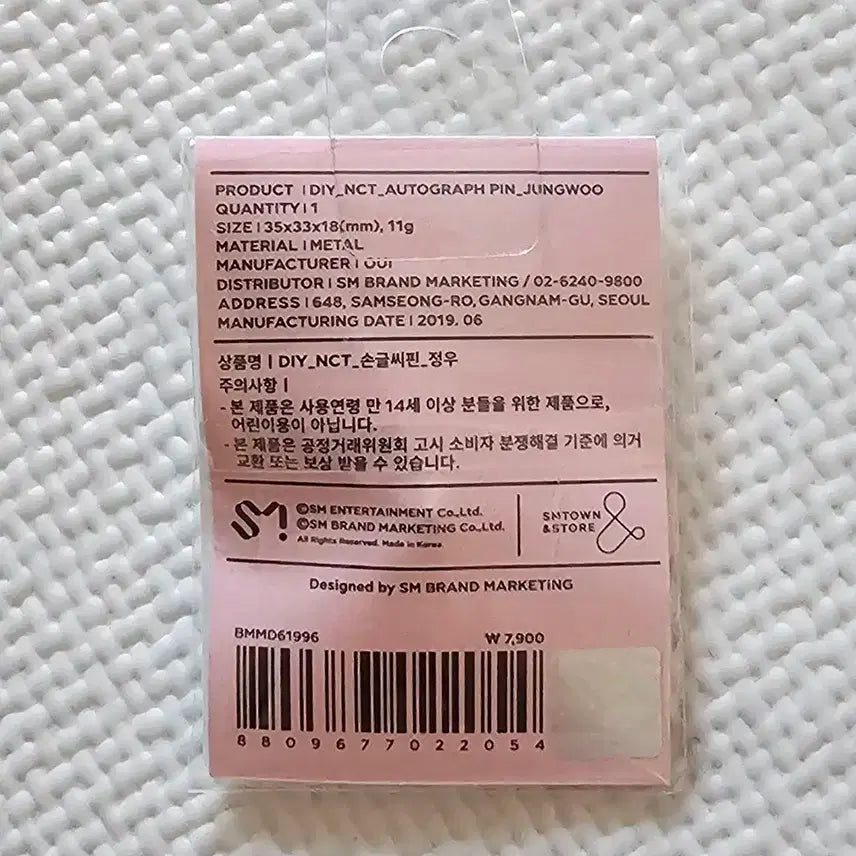 PRODUCT | DIY_NCT_AUTOGRAPH PIN_JUNGWOO
QUANTITY | 1
SIZE | 35x33x18(mm), 11g
MATERIAL | METAL
MANUFACTURER | OUI
DISTRIBUTOR | SM BRAND MARKETING / 02-6240-9800
ADDRESS | 648, SAMSEONG-RO, GANGNAM-GU, SEOUL
MANUFACTURING DATE | 2019. 06
상품명 | DIY_NCT_손글씨핀_정우
주의사항 |
- 본 제품은 사용연령 만 14세 이상 분들을 위한 제품으로,
어린이용이 아닙니다.
- 본 제품은 공정거래위원회 고시 소비자 분쟁해결 기준에 의거
교환 또는 보상 받을 수 있습니다.
SM
©SM ENTERTAINMENT Co.,Ltd.
©SM BRAND MARKETING Co.,Ltd.
All Rights Reserved. Made in Korea
SMTOWN
&STORE
&
Designed by SM BRAND MARKETING
BMMD61996 ₩ 7,900
8809677022054